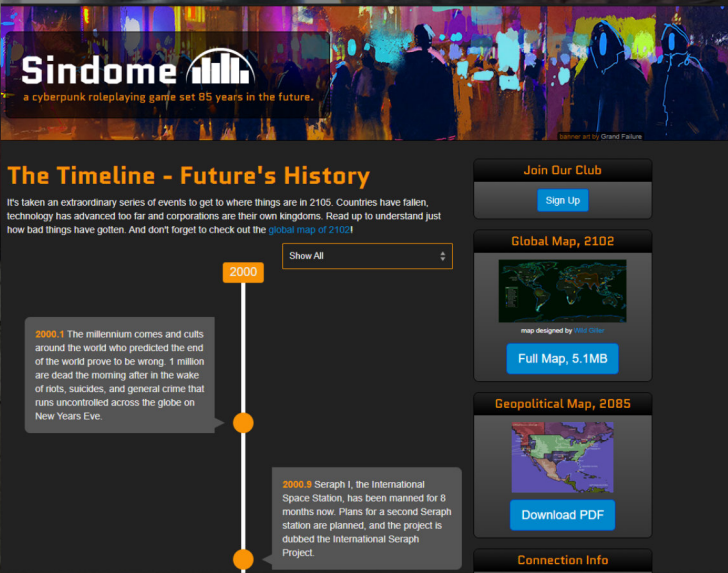 Sindome
a cyberpunk roleplaying game set 85 years in the future.
banner art by Grand Failure
The Timeline - Future's History
It's taken an extraordinary series of events to get to where things are in 2105. Countries have fallen,
technology has advanced too far and corporations are their own kingdoms. Read up to understand just
how bad things have gotten. And don't forget to check out the global map of 2102!
Show All
2000
2000.1 The millennium comes and cults
around the world who predicted the end
of the world prove to be wrong. 1 million
are dead the morning after in the wake
of riots, suicides, and general crime that
runs uncontrolled across the globe on
New Years Eve.
2000.9 Seraph I, the International
Space Station, has been manned for 8
months now. Plans for a second Seraph
station are planned, and the project is
dubbed the International Seraph
Project.
Join Our Club
Sign Up
Global Map, 2102
map designed by
Full Map, 5.1MB
Geopolitical Map, 2085
Download PDF
Connection Info